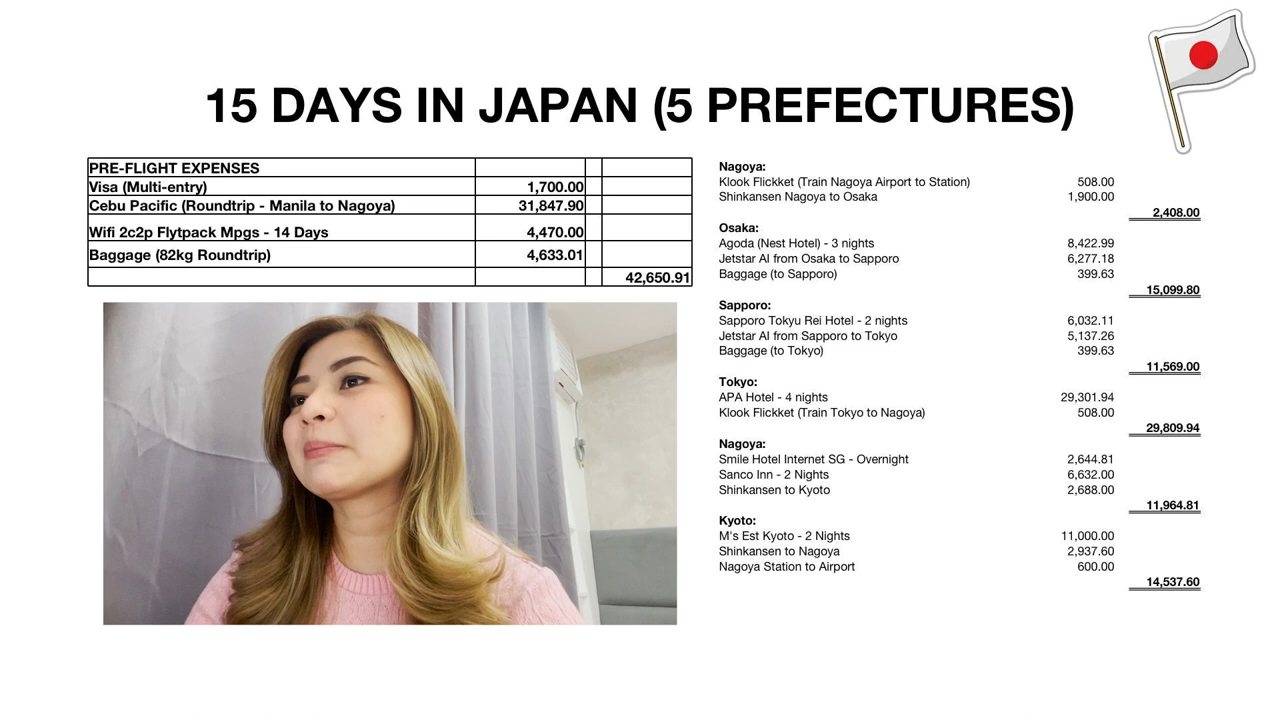 15 DAYS IN JAPAN (5 PREFECTURES)
PRE-FLIGHT EXPENSES
Visa (Multi-entry) 1,700.00
Cebu Pacific (Roundtrip - Manila to Nagoya) 31,847.90
Wifi 2c2p Flytpack Mpgs - 14 Days 4,470.00
Baggage (82kg Roundtrip) 4,633.01
42,650.91
Nagoya:
Klook Flickket (Train Nagoya Airport to Station) 508.00
Shinkansen Nagoya to Osaka 1,900.00
2,408.00
Osaka:
Agoda (Nest Hotel) - 3 nights 8,422.99
Jetstar AI from Osaka to Sapporo 6,277.18
Baggage (to Sapporo) 399.63
15,099.80
Sapporo:
Sapporo Tokyu Rei Hotel - 2 nights 6,032.11
Jetstar AI from Sapporo to Tokyo 5,137.26
Baggage (to Tokyo) 399.63
11,569.00
Tokyo:
APA Hotel - 4 nights 29,301.94
Klook Flickket (Train Tokyo to Nagoya) 508.00
29,809.94
Nagoya:
Smile Hotel Internet SG - Overnight 2,644.81
Sanco Inn - 2 Nights 6,632.00
Shinkansen to Kyoto 2,688.00
11,964.81
Kyoto:
M's Est Kyoto - 2 Nights 11,000.00
Shinkansen to Nagoya 2,937.60
Nagoya Station to Airport 600.00
14,537.60